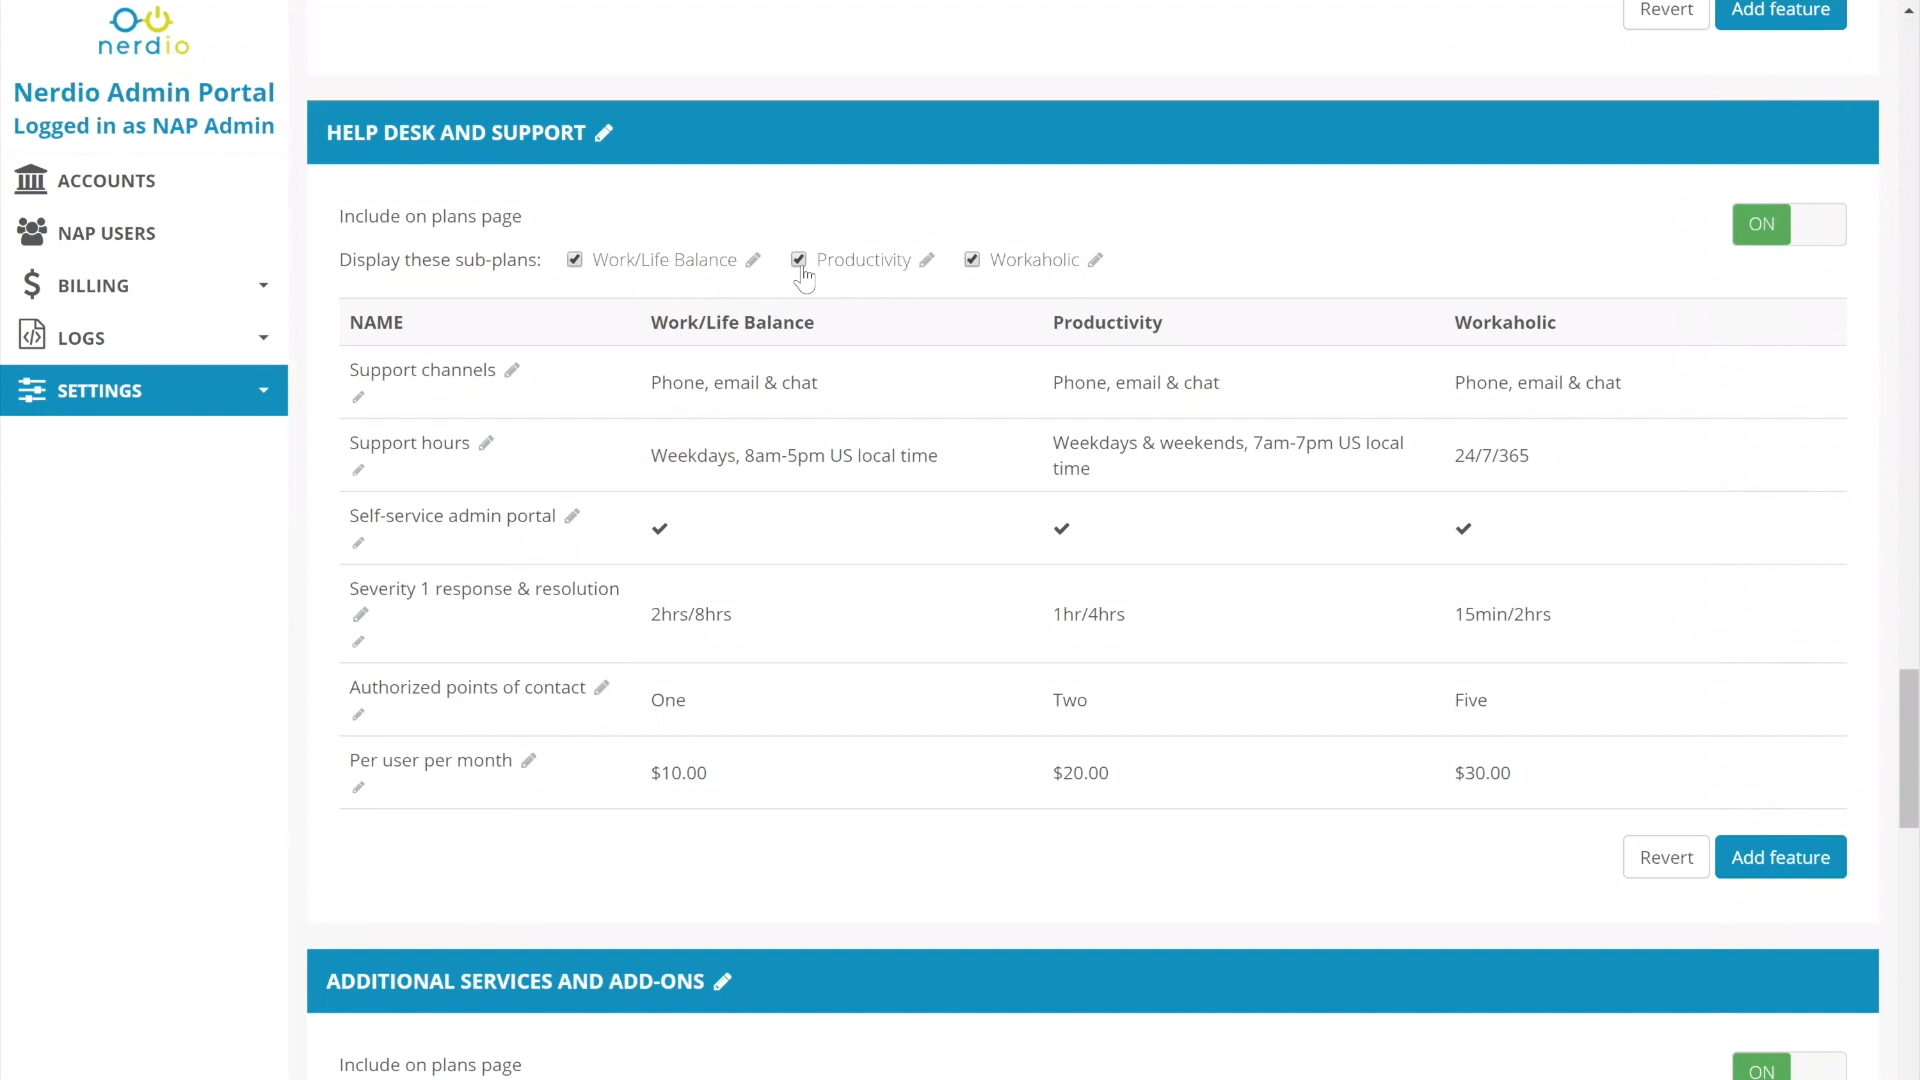 Revert
Add feature
nerdio
Nerdio Admin Portal
Logged in as NAP Admin
ACCOUNTS
NAP USERS
BILLING
LOGS
SETTINGS
HELP DESK AND SUPPORT
Include on plans page
ON
Display these sub-plans: Work/Life Balance Productivity Workaholic
NAME Work/Life Balance Productivity Workaholic
Support channels
Phone, email & chat Phone, email & chat Phone, email & chat
Support hours
Weekdays, 8am-5pm US local time
Weekdays & weekends, 7am-7pm US local
time
24/7/365
Self-service admin portal
Severity 1 response & resolution
2hrs/8hrs 1hr/4hrs 15min/2hrs
Authorized points of contact
One Two Five
Per user per month
$10.00 $20.00 $30.00
Revert
Add feature
ADDITIONAL SERVICES AND ADD-ONS
Include on plans page
ON